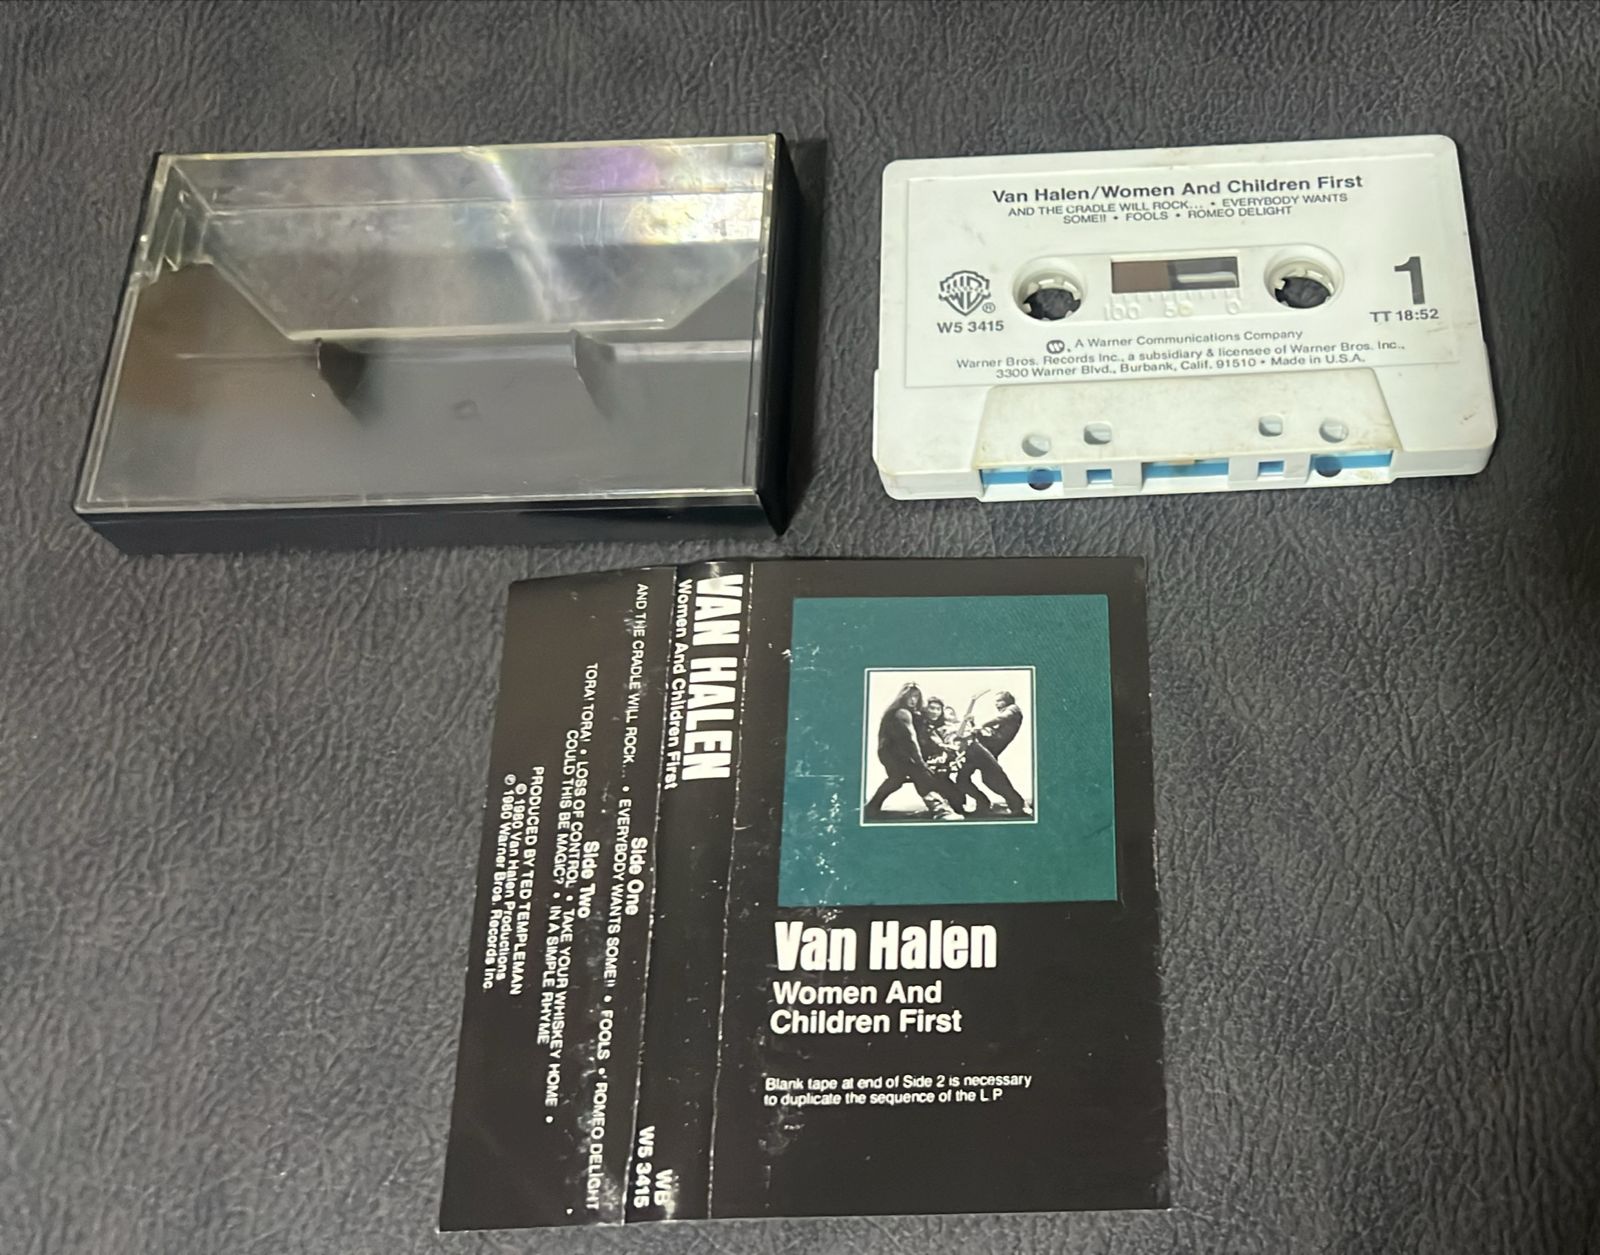 Van Halen/Women And Children First
AND THE CRADLE WILL ROCK... • EVERYBODY WANTS
SOME!! • FOOLS • ROMEO DELIGHT
WB
RECORDS
®
W5 3415
100 50 0
1
TT 18:52
A Warner Communications Company
Warner Bros. Records Inc., a subsidiary & licensee of Warner Bros. Inc.,
3300 Warner Blvd., Burbank, Calif. 91510 • Made in U.S.A.
Van Halen
Women And
Children First
Blank tape at end of Side 2 is necessary
to duplicate the sequence of the L.P.
VAN HALEN
Women And Children First
WB
W5 3415
Side One
AND THE CRADLE WILL ROCK... • EVERYBODY WANTS SOME!! • FOOLS • ROMEO DELIGHT
Side Two
TORA! TORA! • LOSS OF CONTROL • TAKE YOUR WHISKEY HOME •
COULD THIS BE MAGIC? • IN A SIMPLE RHYME
PRODUCED BY TED TEMPLEMAN
© 1980 Van Halen Productions
℗ 1980 Warner Bros. Records Inc.